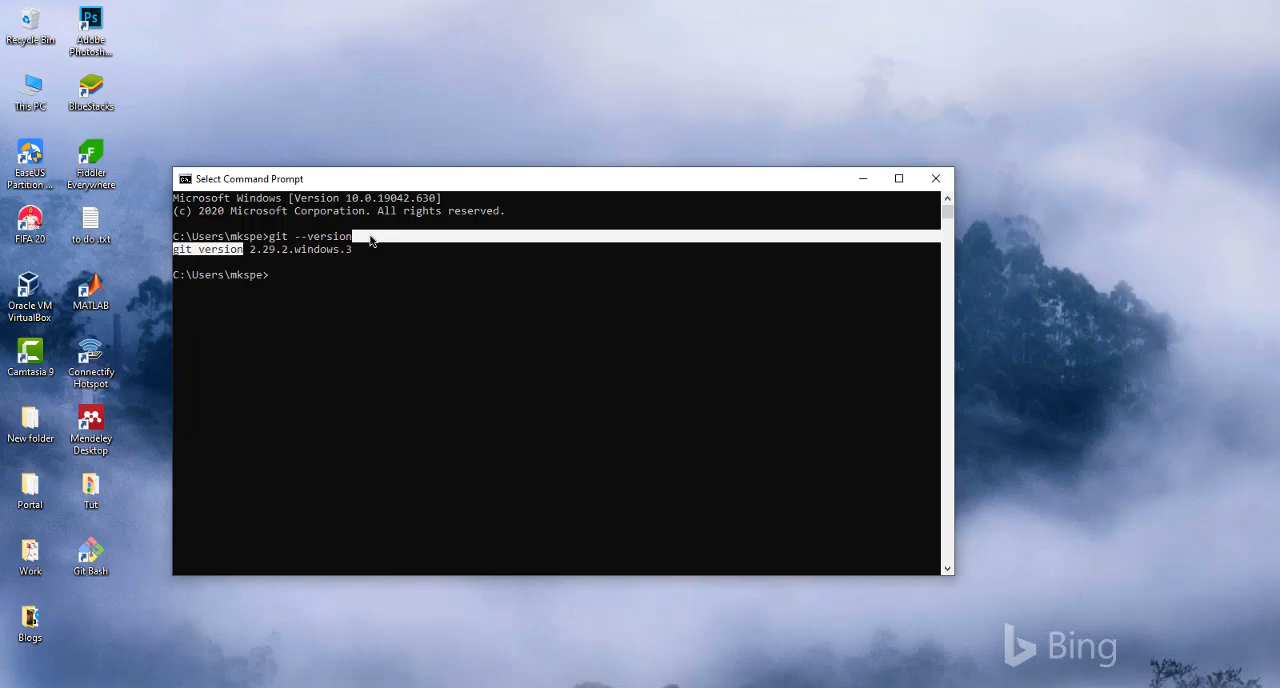 Recycle Bin
Adobe
Photosh...
This PC
BlueStacks
EaseUS
Partition ...
Fiddler
Everywhere
FIFA 20
to do .txt
Oracle VM
VirtualBox
MATLAB
Camtasia 9
Connectify
Hotspot
New folder
Mendeley
Desktop
Portal
Tut
Work
Git Bash
Blogs
Ps
F
Select Command Prompt
Microsoft Windows [Version 10.0.19042.630]
(c) 2020 Microsoft Corporation. All rights reserved.
C:\Users\mkspe>git --version
git version 2.29.2.windows.3
C:\Users\mkspe>
Bing